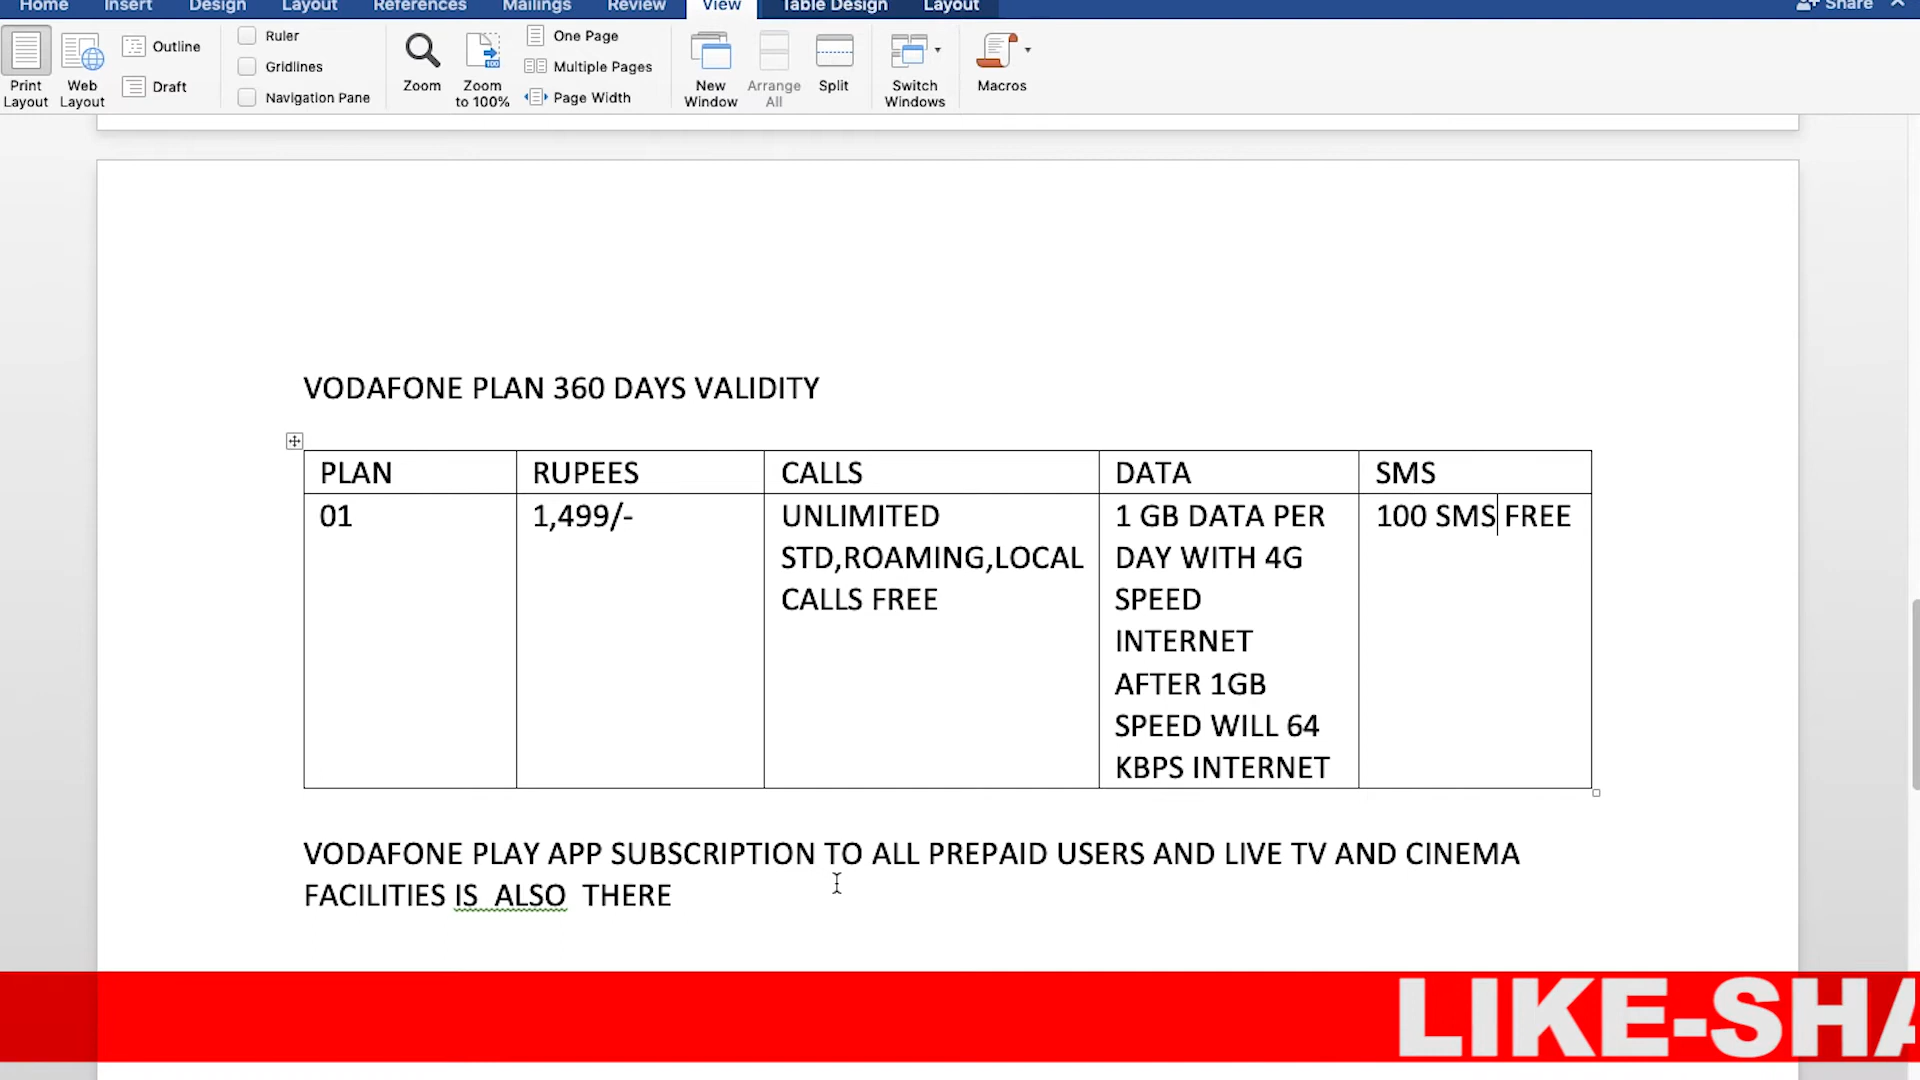 Home Insert Design Layout References Mailings Review View Table Design Layout Share
Print Layout
Web Layout
Outline
Draft
Ruler
Gridlines
Navigation Pane
Zoom
Zoom to 100%
100
One Page
Multiple Pages
Page Width
New Window
Arrange All
Split
Switch Windows
Macros
VODAFONE PLAN 360 DAYS VALIDITY
PLAN RUPEES CALLS DATA SMS
01 1,499/- UNLIMITED 1 GB DATA PER 100 SMS FREE
STD,ROAMING,LOCAL DAY WITH 4G
CALLS FREE SPEED
INTERNET
AFTER 1GB
SPEED WILL 64
KBPS INTERNET
VODAFONE PLAY APP SUBSCRIPTION TO ALL PREPAID USERS AND LIVE TV AND CINEMA
FACILITIES IS  ALSO  THERE
LIKE-SHA